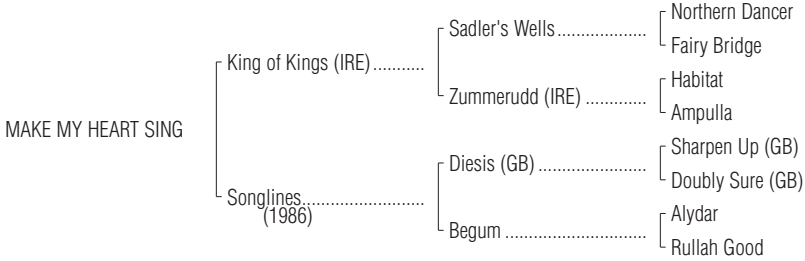 Northern Dancer
Sadler's Wells...................
Fairy Bridge
King of Kings (IRE)...........
Habitat
Zummerudd (IRE) .............
Ampulla
MAKE MY HEART SING
Sharpen Up (GB)
Diesis (GB) .......................
Doubly Sure (GB)
Songlines..........................
(1986)
Alydar
Begum ..............................
Rullah Good